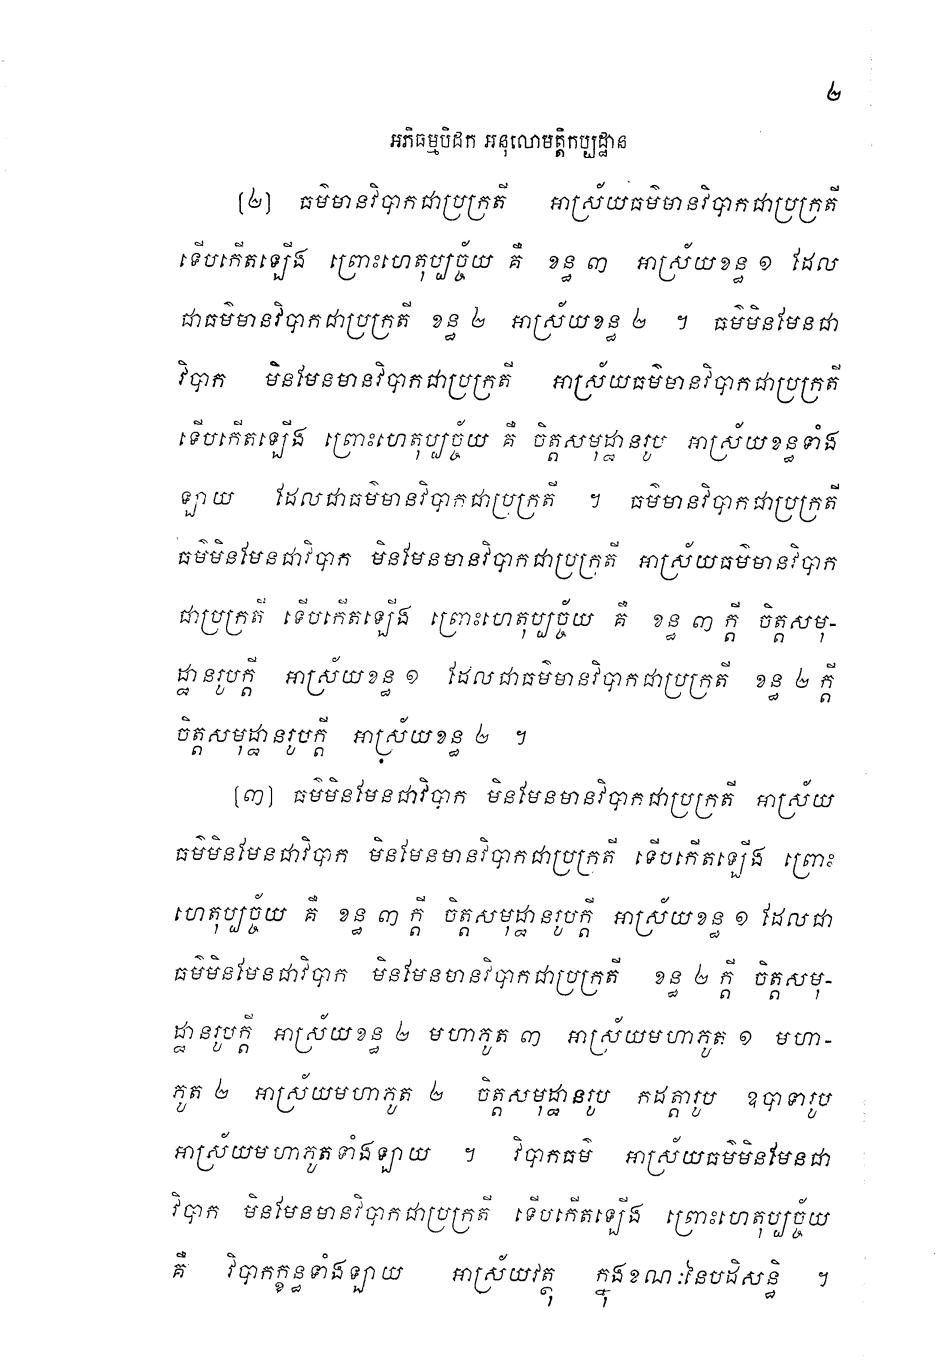 ២
អភិធម្មបិដក អនុលោមត្តិកប្បដ្ឋាន
(២) ធម៌មានវិបាកជាប្រក្រតី អាស្រ័យធម៌មានវិបាកជាប្រក្រតី
ទើបកើតឡើង ព្រោះហេតុប្បច្ច័យ គឺ ខន្ធ ៣ អាស្រ័យខន្ធ ១ ដែល
ជាធម៌មានវិបាកជាប្រក្រតី ខន្ធ ២ អាស្រ័យខន្ធ ២ ។ ធម៌មិនមែនជា
វិបាក មិនមែនមានវិបាកជាប្រក្រតី អាស្រ័យធម៌មានវិបាកជាប្រក្រតី
ទើបកើតឡើង ព្រោះហេតុប្បច្ច័យ គឺ ចិត្តសមុដ្ឋានរូប អាស្រ័យខន្ធទាំង
ឡាយ ដែលជាធម៌មានវិបាកជាប្រក្រតី ។ ធម៌មានវិបាកជាប្រក្រតី
ធម៌មិនមែនជាវិបាក មិនមែនមានវិបាកជាប្រក្រតី អាស្រ័យធម៌មានវិបាក
ជាប្រក្រតី ទើបកើតឡើង ព្រោះហេតុប្បច្ច័យ គឺ ខន្ធ ៣ ក្តី ចិត្តសមុ-
ដ្ឋានរូបក្តី អាស្រ័យខន្ធ ១ ដែលជាធម៌មានវិបាកជាប្រក្រតី ខន្ធ ២ ក្តី
ចិត្តសមុដ្ឋានរូបក្តី អាស្រ័យខន្ធ ២ ។
(៣) ធម៌មិនមែនជាវិបាក មិនមែនមានវិបាកជាប្រក្រតី អាស្រ័យ
ធម៌មិនមែនជាវិបាក មិនមែនមានវិបាកជាប្រក្រតី ទើបកើតឡើង ព្រោះ
ហេតុប្បច្ច័យ គឺ ខន្ធ ៣ ក្តី ចិត្តសមុដ្ឋានរូបក្តី អាស្រ័យខន្ធ ១ ដែលជា
ធម៌មិនមែនជាវិបាក មិនមែនមានវិបាកជាប្រក្រតី ខន្ធ ២ ក្តី ចិត្តសមុ-
ដ្ឋានរូបក្តី អាស្រ័យខន្ធ ២ មហាភូត ៣ អាស្រ័យមហាភូត ១ មហា-
ភូត ២ អាស្រ័យមហាភូត ២ ចិត្តសមុដ្ឋានរូប កដត្តារូប ឧបាទារូប
អាស្រ័យមហាភូតទាំងឡាយ ។ វិបាកធម៌ អាស្រ័យធម៌មិនមែនជា
វិបាក មិនមែនមានវិបាកជាប្រក្រតី ទើបកើតឡើង ព្រោះហេតុប្បច្ច័យ
គឺ វិបាកក្ខន្ធទាំងឡាយ អាស្រ័យវត្ថុ ក្នុងខណៈនៃបដិសន្ធិ ។